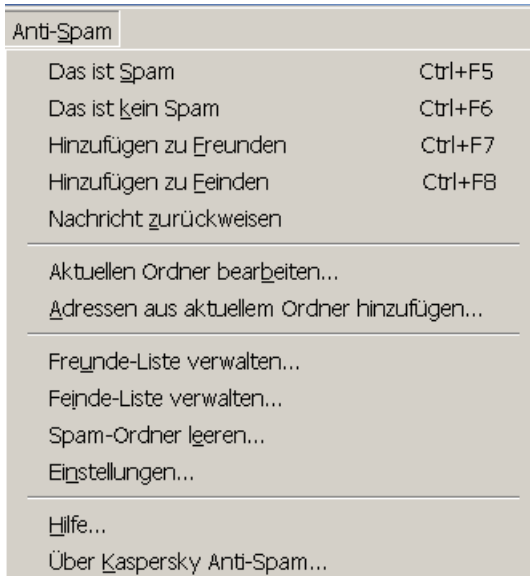 Anti-Spam
Das ist Spam Ctrl+F5
Das ist kein Spam Ctrl+F6
Hinzufügen zu Freunden Ctrl+F7
Hinzufügen zu Feinden Ctrl+F8
Nachricht zurückweisen
Aktuellen Ordner bearbeiten...
Adressen aus aktuellem Ordner hinzufügen...
Freunde-Liste verwalten...
Feinde-Liste verwalten...
Spam-Ordner leeren...
Einstellungen...
Hilfe...
Über Kaspersky Anti-Spam...